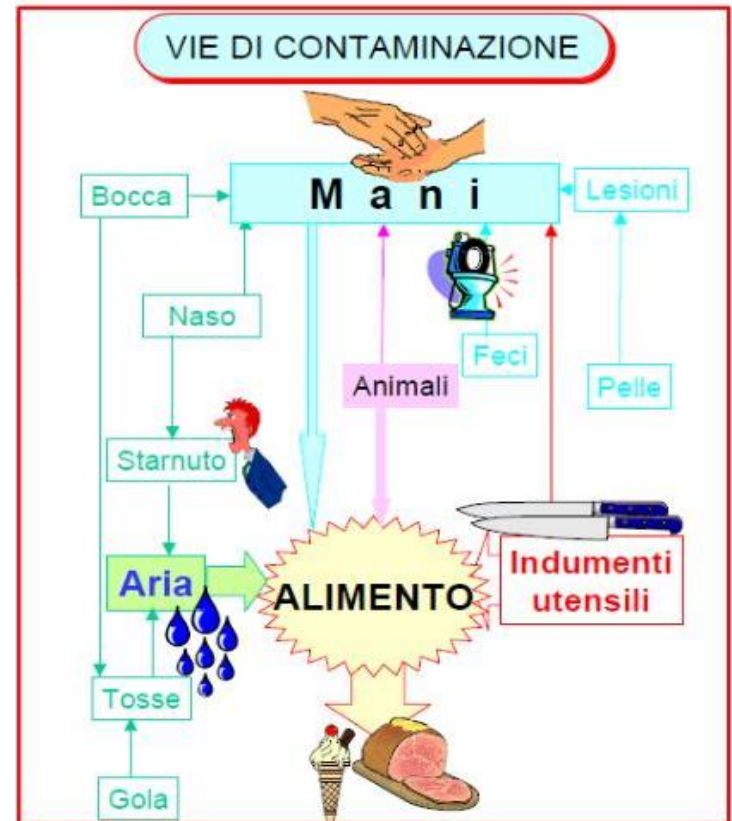 VIE DI CONTAMINAZIONE
Bocca
M a n i
Lesioni
Naso
Feci
Animali
Pelle
Starnuto
Aria
ALIMENTO
Indumenti
utensili
Tosse
Gola